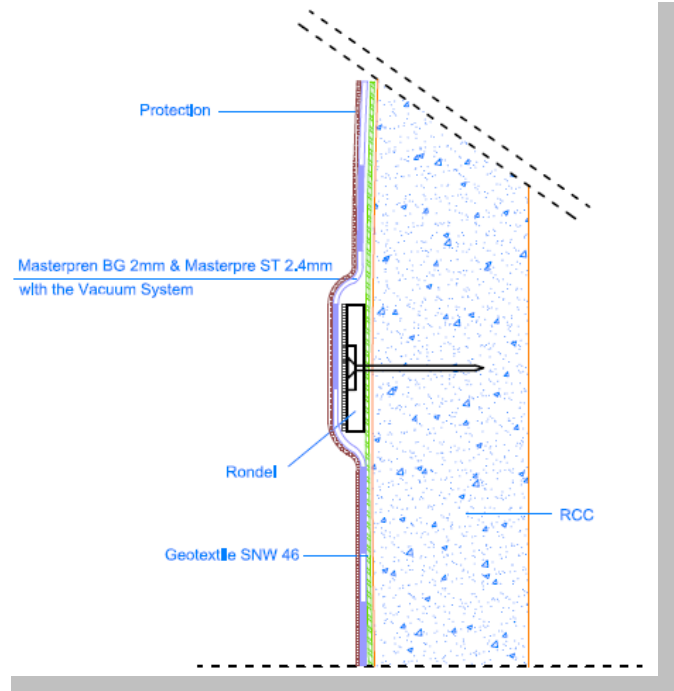 Protection
Masterpren BG 2mm & Masterpre ST 2.4mm
with the Vacuum System
Rondel
RCC
Geotextile SNW 46